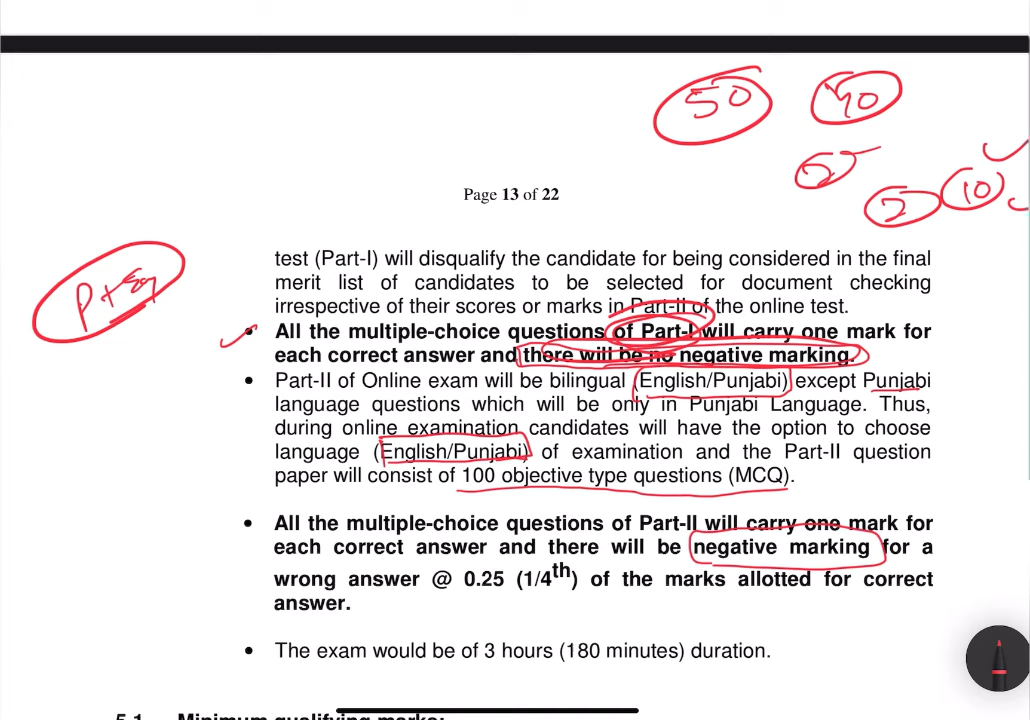 50 40
Page 13 of 22
2 10
test (Part-I) will disqualify the candidate for being considered in the final
merit list of candidates to be selected for document checking
irrespective of their scores or marks in Part-II of the online test.
• All the multiple-choice questions of Part-I will carry one mark for
each correct answer and there will be no negative marking.
• Part-II of Online exam will be bilingual (English/Punjabi) except Punjabi
language questions which will be only in Punjabi Language. Thus,
during online examination candidates will have the option to choose
language (English/Punjabi) of examination and the Part-II question
paper will consist of 100 objective type questions (MCQ).
• All the multiple-choice questions of Part-II will carry one mark for
each correct answer and there will be negative marking for a
wrong answer @ 0.25 (1/4th) of the marks allotted for correct
answer.
• The exam would be of 3 hours (180 minutes) duration.
5.1 Minimum qualifying marks: